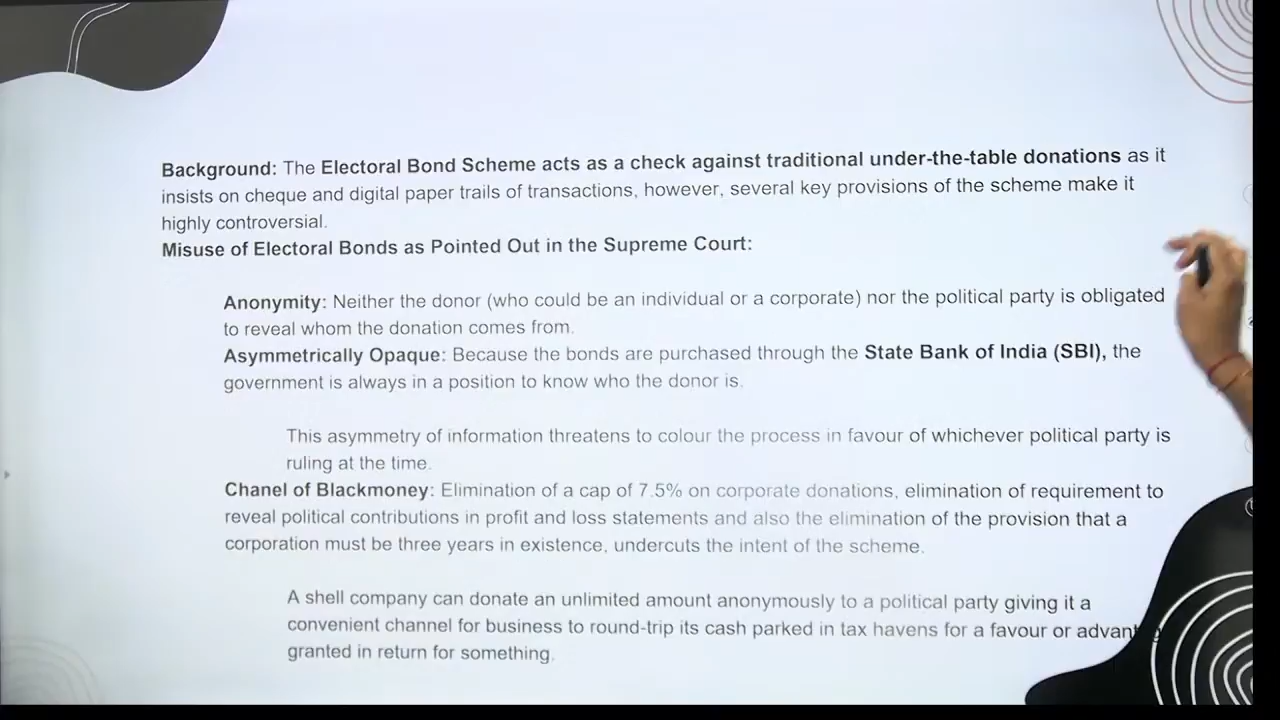 Background: The Electoral Bond Scheme acts as a check against traditional under-the-table donations as it
insists on cheque and digital paper trails of transactions, however, several key provisions of the scheme make it
highly controversial.
Misuse of Electoral Bonds as Pointed Out in the Supreme Court:
Anonymity: Neither the donor (who could be an individual or a corporate) nor the political party is obligated
to reveal whom the donation comes from.
Asymmetrically Opaque: Because the bonds are purchased through the State Bank of India (SBI), the
government is always in a position to know who the donor is.
This asymmetry of information threatens to colour the process in favour of whichever political party is
ruling at the time.
Chanel of Blackmoney: Elimination of a cap of 7.5% on corporate donations, elimination of requirement to
reveal political contributions in profit and loss statements and also the elimination of the provision that a
corporation must be three years in existence, undercuts the intent of the scheme.
A shell company can donate an unlimited amount anonymously to a political party giving it a
convenient channel for business to round-trip its cash parked in tax havens for a favour or
granted in return for something.